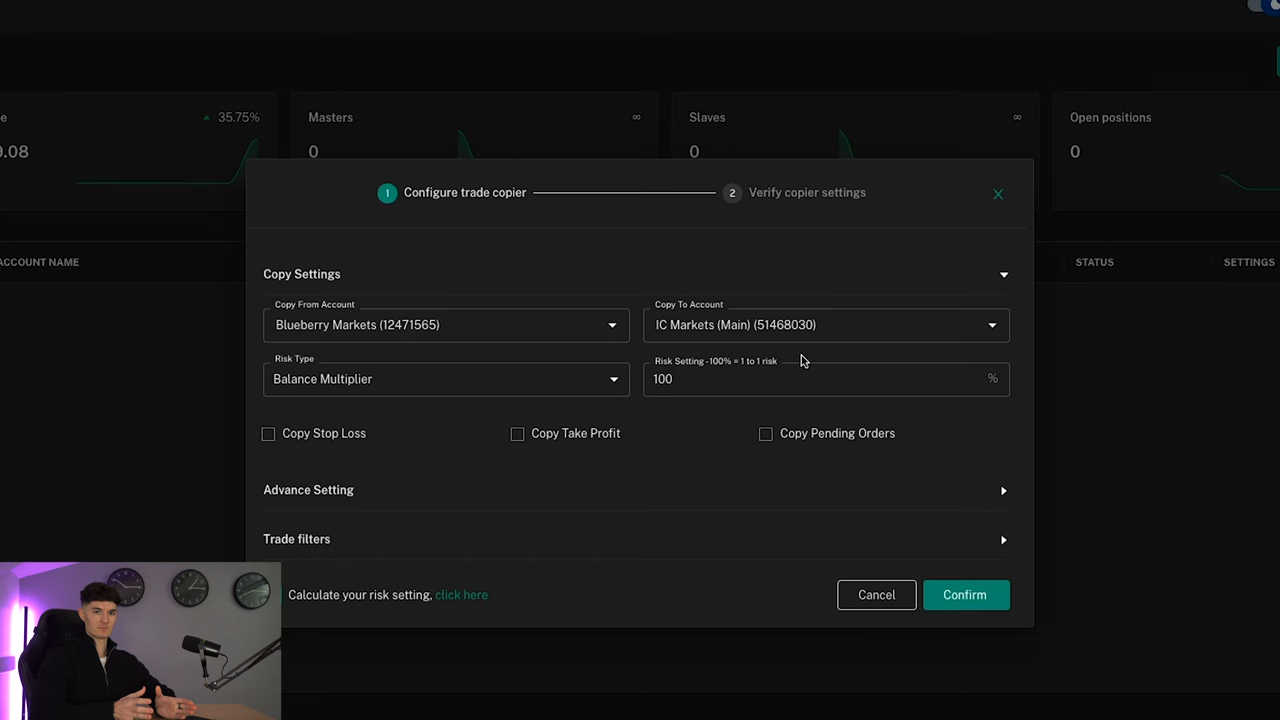 e
35.75%
Masters
∞
Slaves
∞
Open positions
9.08
0
0
0
1
Configure trade copier
2
Verify copier settings
ACCOUNT NAME
STATUS
SETTINGS
Copy Settings
Copy From Account
Copy To Account
Blueberry Markets (12471565)
IC Markets (Main) (51468030)
Risk Type
Risk Setting -100% = 1 to 1 risk
Balance Multiplier
100
%
Copy Stop Loss
Copy Take Profit
Copy Pending Orders
Advance Setting
Trade filters
Calculate your risk setting, click here
Cancel
Confirm